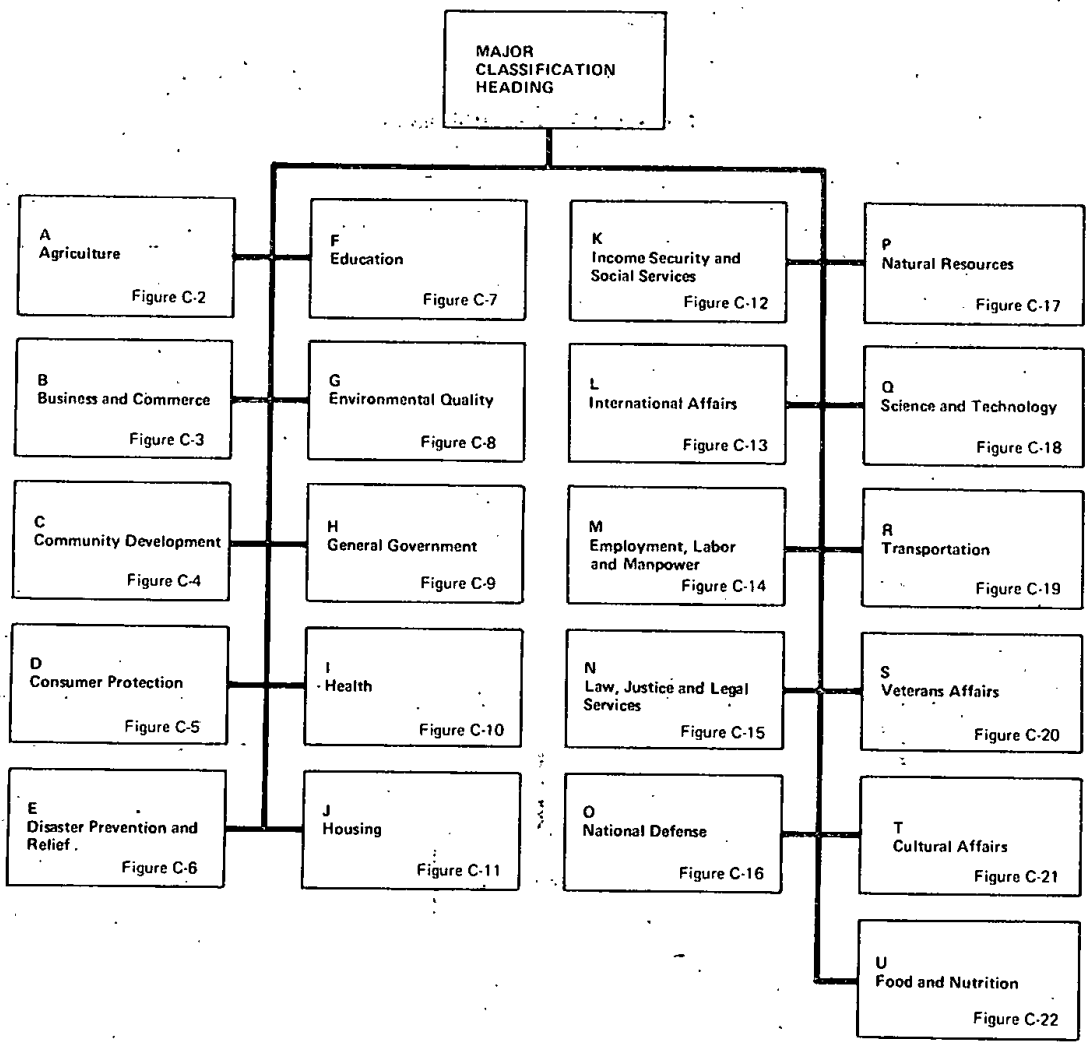 MAJOR
CLASSIFICATION
HEADING
A
Agriculture
Figure C-2
B
Business and Commerce
Figure C-3
C
Community Development
Figure C-4
D
Consumer Protection
Figure C-5
E
Disaster Prevention and
Relief
Figure C-6
F
Education
Figure C-7
G
Environmental Quality
Figure C-8
H
General Government
Figure C-9
I
Health
Figure C-10
J
Housing
Figure C-11
K
Income Security and
Social Services
Figure C-12
L
International Affairs
Figure C-13
M
Employment, Labor
and Manpower
Figure C-14
N
Law, Justice and Legal
Services
Figure C-15
O
National Defense
Figure C-16
P
Natural Resources
Figure C-17
Q
Science and Technology
Figure C-18
R
Transportation
Figure C-19
S
Veterans Affairs
Figure C-20
T
Cultural Affairs
Figure C-21
U
Food and Nutrition
Figure C-22